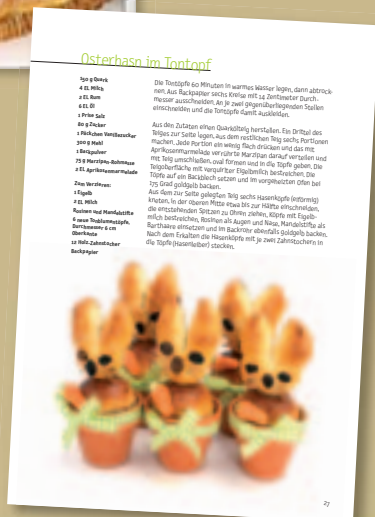 Osterhasn im Tontopf
150 g Quark
4 EL Milch
2 EL Rum
6 EL Öl
1 Prise Salz
80 g Zucker
1 Päckchen Vanillezucker
300 g Mehl
1 Backpulver
75 g Marzipan-Rohmasse
2 EL Aprikosenmarmelade
Zum Verzieren:
1 Eigelb
2 EL Milch
Rosinen und Mandelstifte
6 neue Tonblumentöpfe,
Durchmesser 6 cm
Oberkante
12 Holz-Zahnstocher
Backpapier
Die Tontöpfe 60 Minuten in warmes Wasser legen, dann abtrock-
nen. Aus Backpapier sechs Kreise mit 14 Zentimeter Durch-
messer ausschneiden. An je zwei gegenüberliegenden Stellen
einschneiden und die Tontöpfe damit auskleiden.
Aus den Zutaten einen Quarkölteig herstellen. Ein Drittel des
Teiges zur Seite legen, aus dem restlichen Teig sechs Portionen
machen. Jede Portion ein wenig flach drücken und das mit
Aprikosenmarmelade verrührte Marzipan darauf verteilen und
mit Teig umschließen, oval formen und in die Töpfe geben. Die
Teigoberfläche mit verquirlter Eigelbmilch bestreichen. Die
Töpfe auf ein Backblech setzen und im vorgeheizten Ofen bei
175 Grad goldgelb backen.
Aus dem zur Seite gelegten Teig sechs Hasenköpfe (eiförmig)
kneten, in der oberen Mitte etwa bis zur Hälfte einschneiden,
die entstehenden Spitzen zu Ohren ziehen, Köpfe mit Eigelb-
milch bestreichen, Rosinen als Augen und Nase, Mandelstifte als
Barthaare einsetzen und im Backrohr ebenfalls goldgelb backen.
Nach dem Erkalten die Hasenköpfe mit je zwei Zahnstochern in
die Töpfe (Hasenleiber) stecken.
27